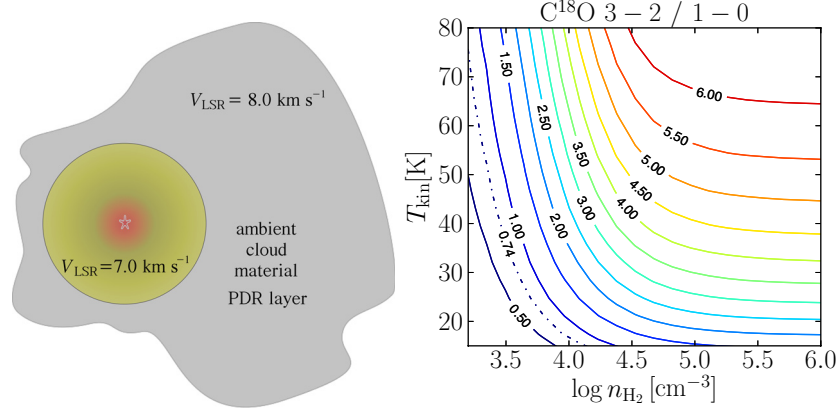 V_LSR = 8.0 km s⁻¹
ambient
cloud
material
PDR layer
V_LSR=7.0 km s⁻¹
C¹⁸O 3 − 2 / 1 − 0
80
70
60
50
40
30
20
T_kin[K]
3.5
4.0
4.5
5.0
5.5
6.0
log n_H₂ [cm⁻³]
1.50
2.50
3.50
6.00
5.50
5.00
4.50
4.00
3.00
2.00
1.00
0.74
0.50